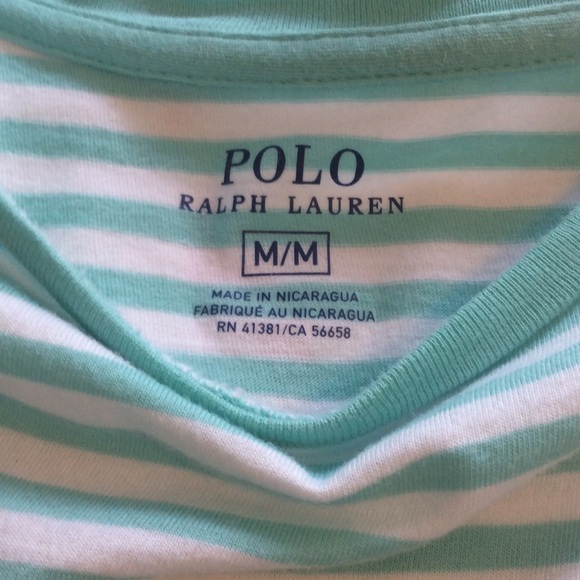 POLO
RALPH LAUREN
M/M
MADE IN NICARAGUA
FABRIQUÉ AU NICARAGUA
RN 41381/CA 56658